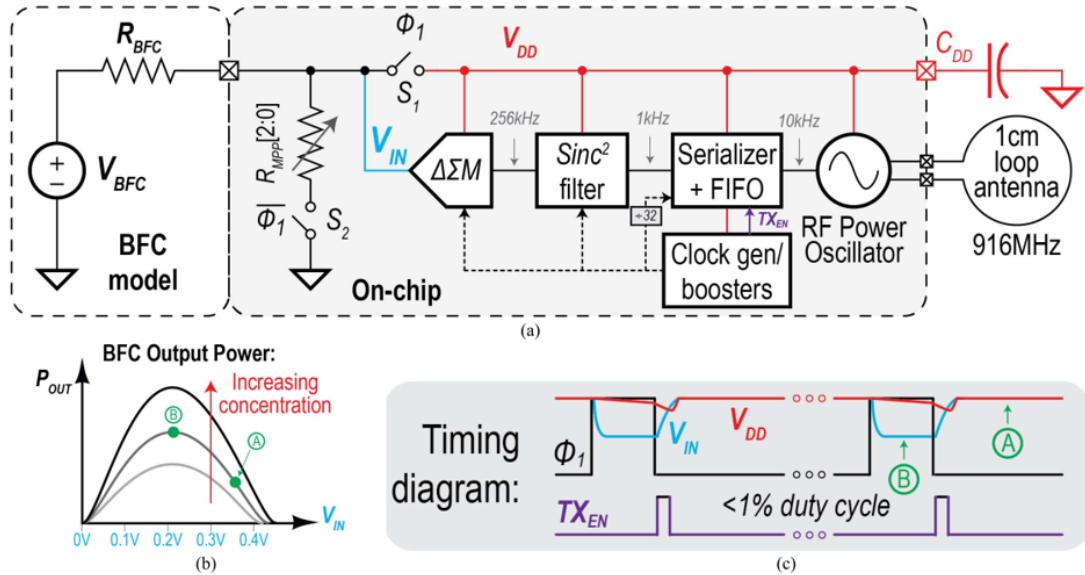 R_BFC
V_BFC
BFC
model
R_MPP[2:0]
Φ₁
S₁
V_IN
Φ̅₁
S₂
V_DD
C_DD
ΔΣM
256kHz
Sinc²
filter
1kHz
÷32
Serializer
+ FIFO
10kHz
TX_EN
Clock gen/
boosters
RF Power
Oscillator
1cm
loop
antenna
916MHz
On-chip
(a)
BFC Output Power:
P_OUT
Increasing
concentration
B
A
V_IN
0V 0.1V 0.2V 0.3V 0.4V
(b)
Timing
diagram:
Φ₁
V_IN
V_DD
B
A
TX_EN
<1% duty cycle
(c)